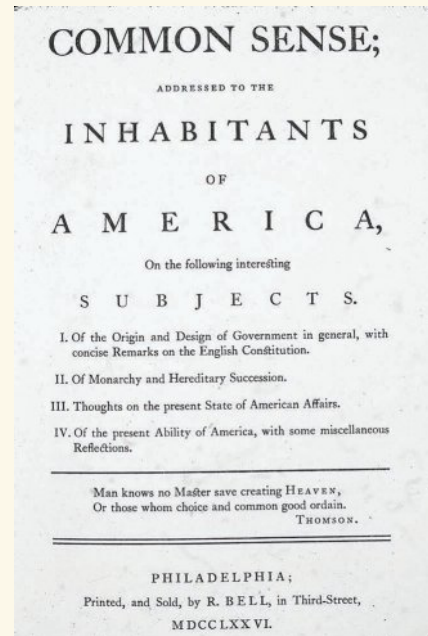 COMMON SENSE;
ADDRESSED TO THE
INHABITANTS
OF
AMERICA,
On the following interesting
SUBJECTS.
I. Of the Origin and Design of Government in general, with
concise Remarks on the English Constitution.
II. Of Monarchy and Hereditary Succession.
III. Thoughts on the present State of American Affairs.
IV. Of the present Ability of America, with some miscellaneous
Reflections.
Man knows no Master save creating HEAVEN,
Or those whom choice and common good ordain.
THOMSON.
PHILADELPHIA;
Printed, and Sold, by R. BELL, in Third-Street,
MDCCLXXVI.